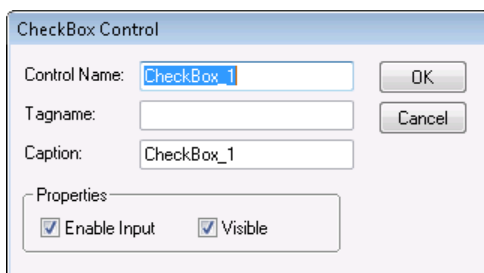 CheckBox Control
Control Name: CheckBox_1 OK
Tagname: Cancel
Caption: CheckBox_1
Properties
Enable Input Visible